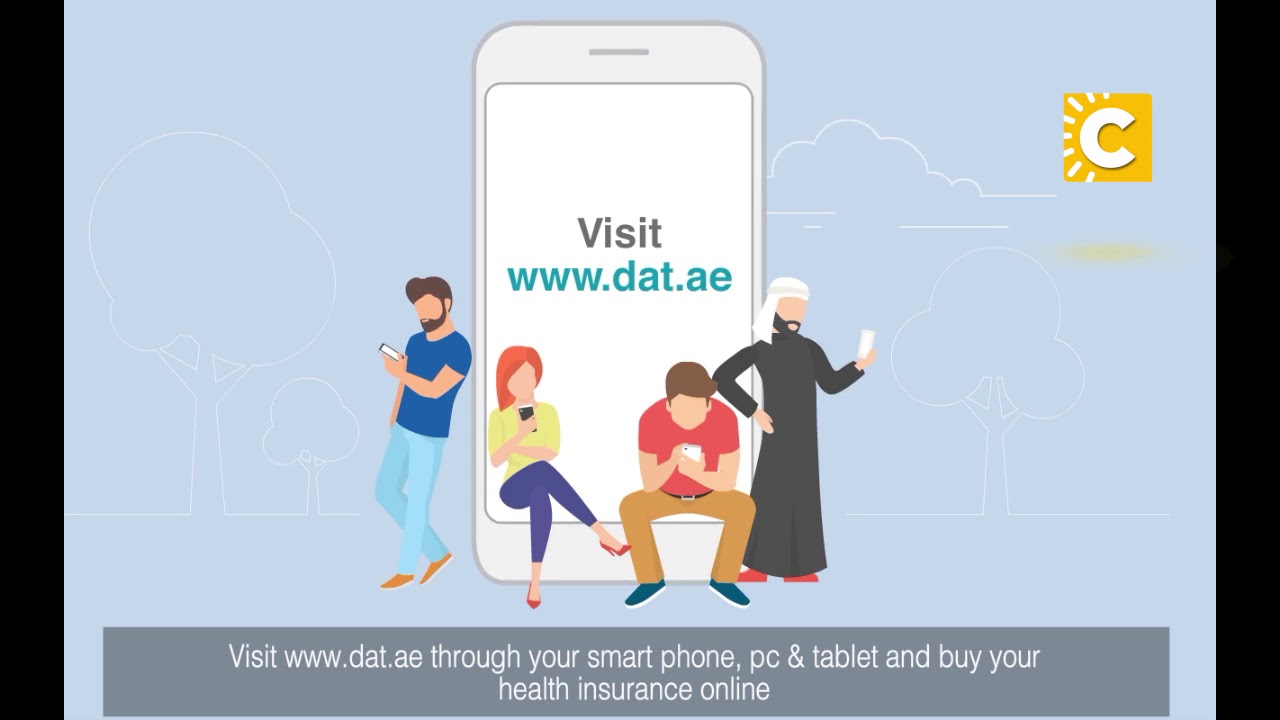 C
Visit
www.dat.ae
Visit www.dat.ae through your smart phone, pc & tablet and buy your
health insurance online